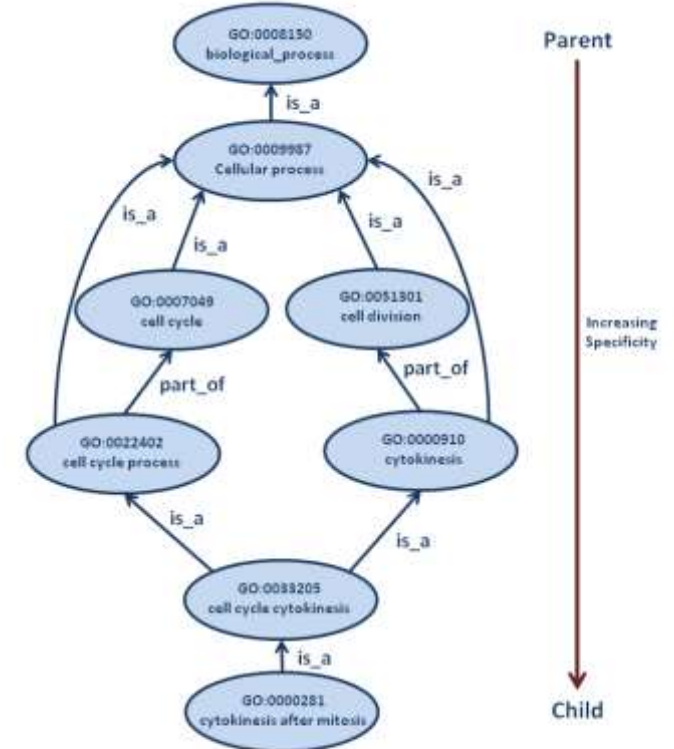 GO:0008150
biological_process
Parent
is_a
GO:0009987
Cellular process
is_a
is_a
is_a
is_a
GO:0007049
cell cycle
GO:0051301
cell division
Increasing
Specificity
part_of
part_of
GO:0022402
cell cycle process
GO:0000910
cytokinesis
is_a
is_a
GO:0033205
cell cycle cytokinesis
is_a
GO:0000281
cytokinesis after mitosis
Child